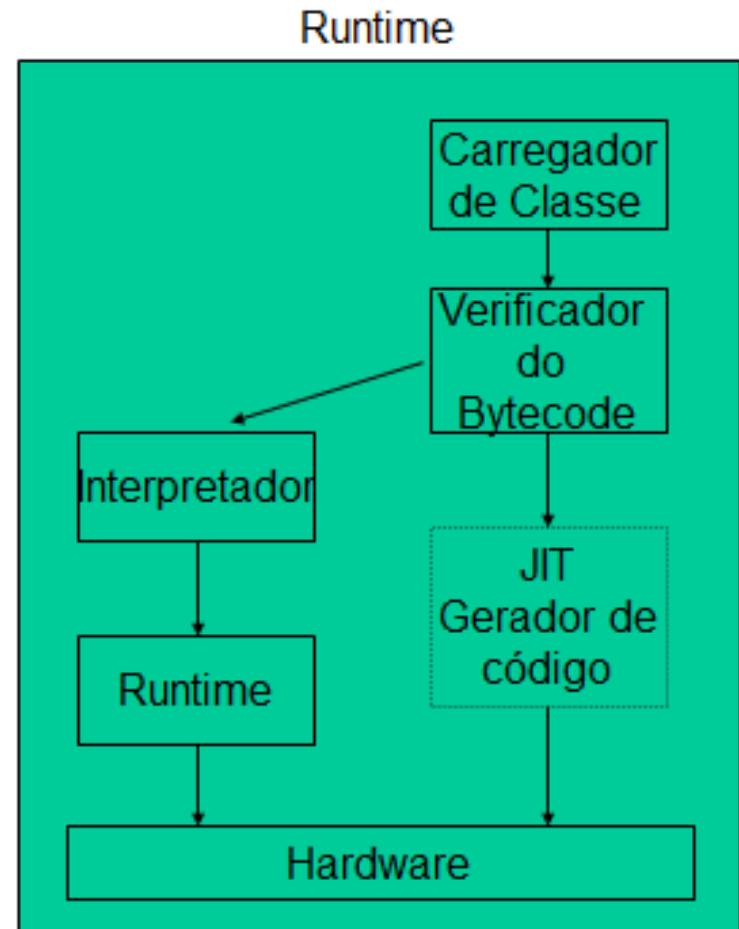 Runtime
Carregador
de Classe
Verificador
do
Bytecode
Interpretador
JIT
Gerador de
código
Runtime
Hardware